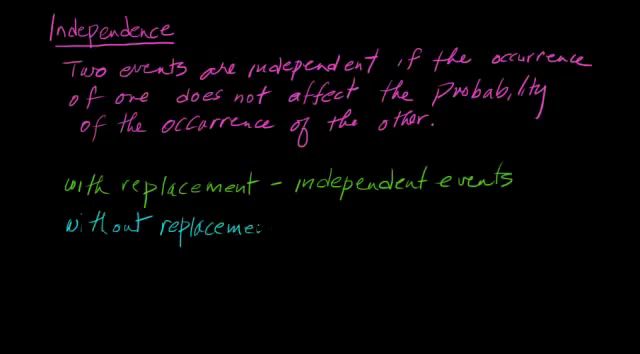 Independence
Two events are independent if the occurrence
of one does not affect the Probability
of the occurrence of the other.
with replacement - independent events
without replaceme